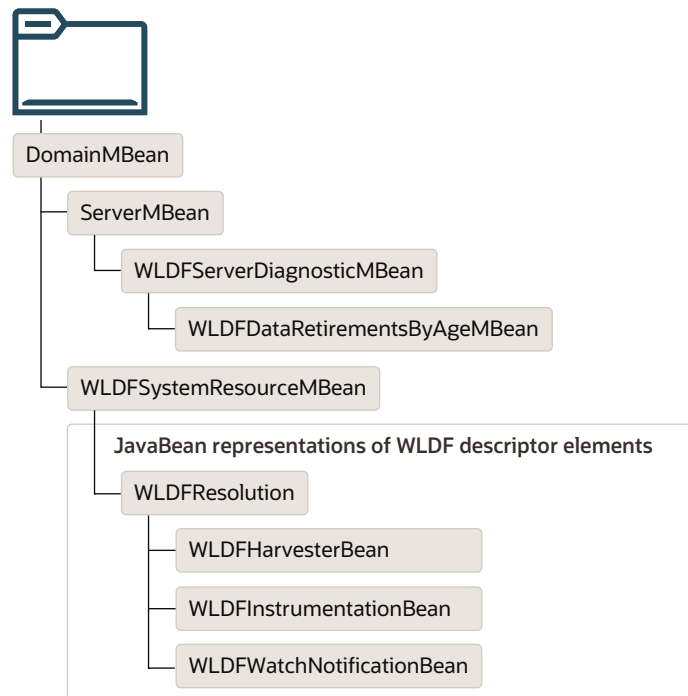 DomainMBean
ServerMBean
WLDFServerDiagnosticMBean
WLDFDataRetirementsByAgeMBean
WLDFSystemResourceMBean
JavaBean representations of WLDF descriptor elements
WLDFResolution
WLDFHarvesterBean
WLDFInstrumentationBean
WLDFWatchNotificationBean